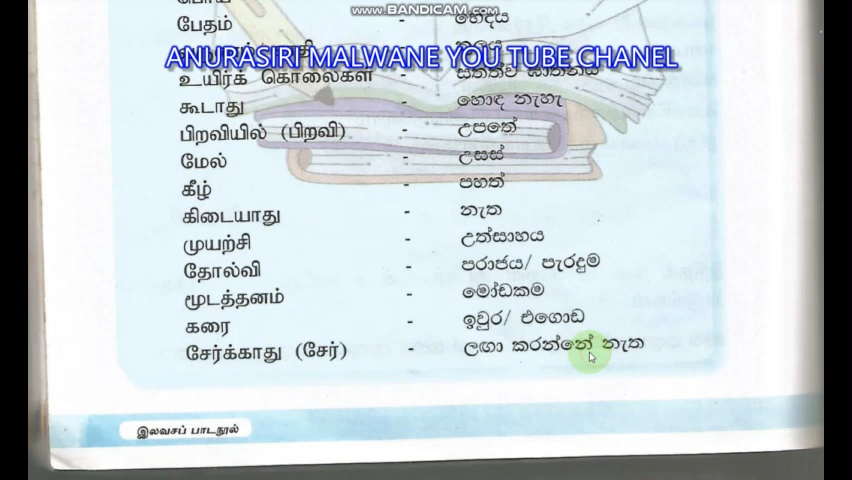 www.BANDICAM.com
பேதம் - භේදය
ANURASIRI MALWANE YOU TUBE CHANEL
உயிர்க் கொலைகள் - සත්ත්ව ඝාතනය
கூடாது - හොඳ නැහැ
பிறவியில் (பிறவி) - උපතේ
மேல் - උසස්
கீழ் - පහත්
கிடையாது - නැත
முயற்சி - උත්සාහය
தோல்வி - පරාජය/ පැරදුම
மூடத்தனம் - මෝඩකම
கரை - ඉවුර/ එගොඩ
சேர்க்காது (சேர்) - ලඟා කරන්නේ නැත
இலவசப் பாடநூல்